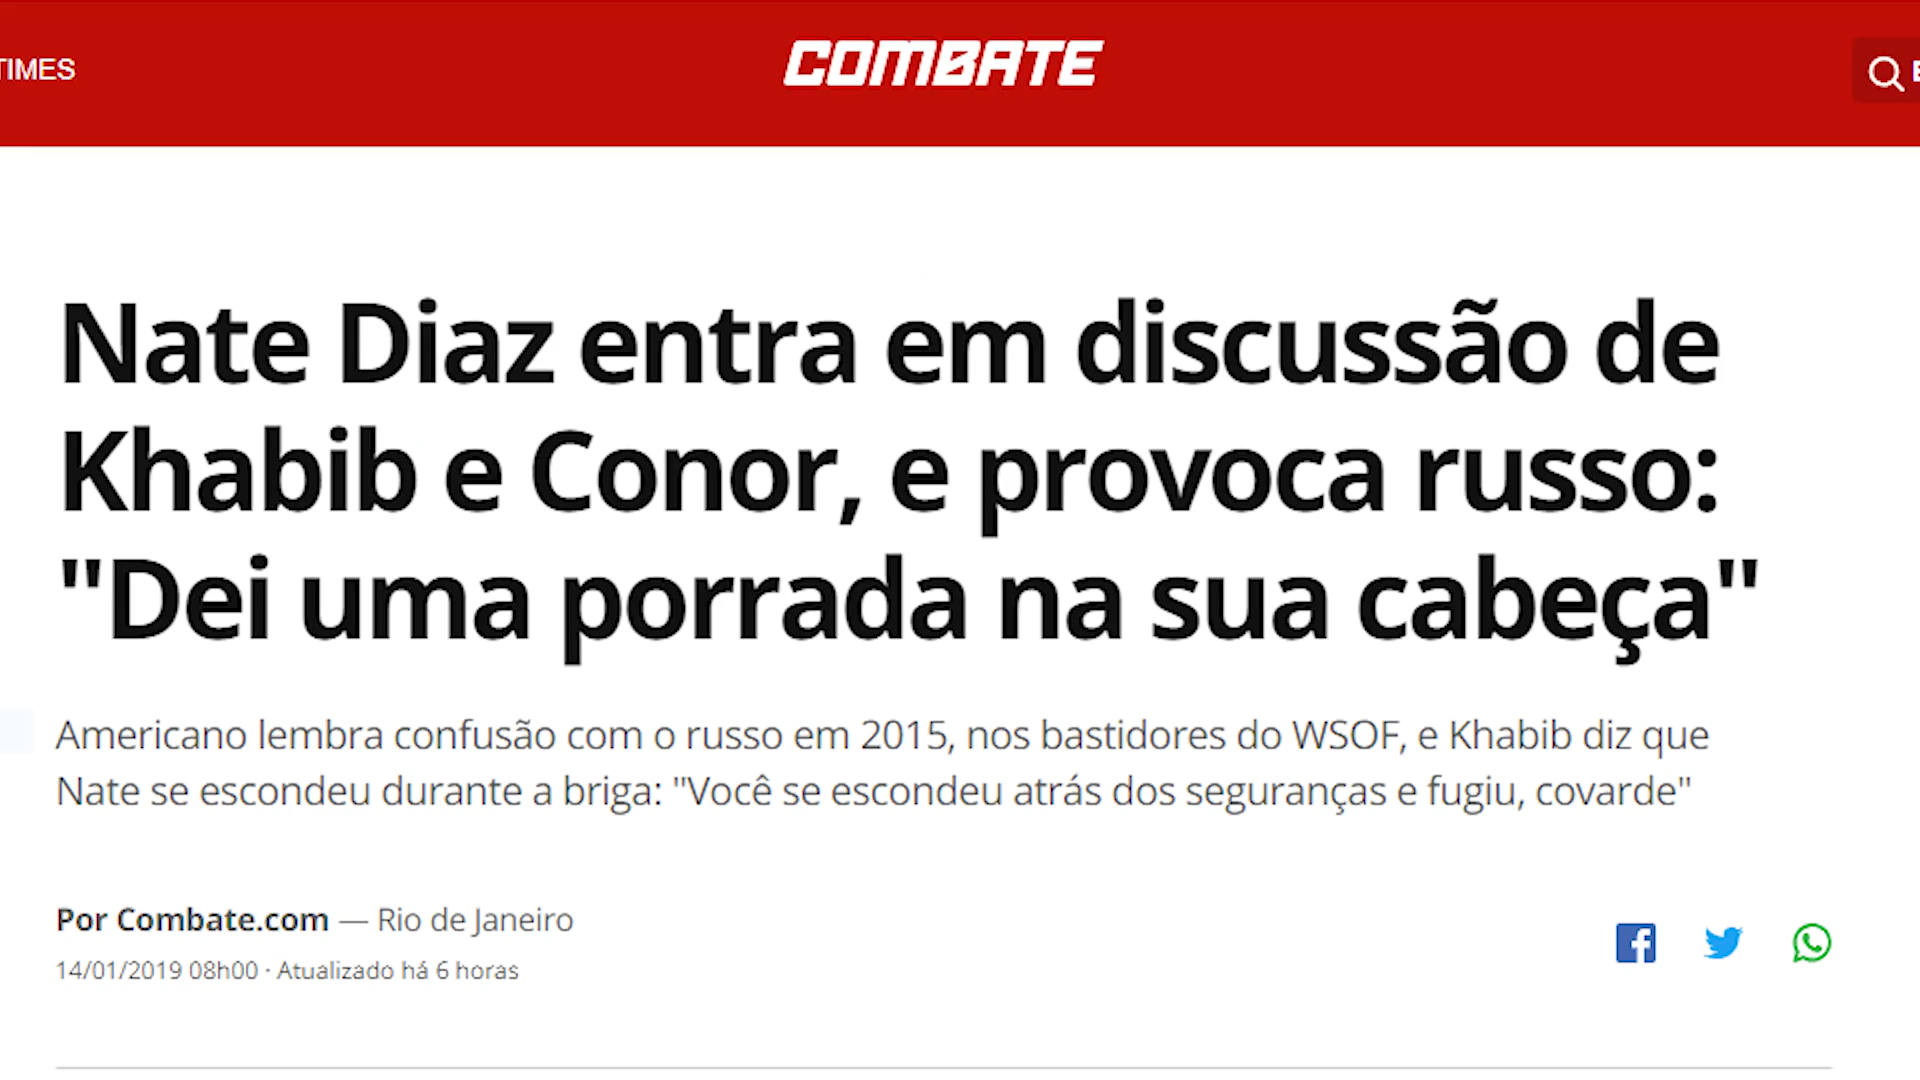 TIMES
COMBATE
Nate Diaz entra em discussão de
Khabib e Conor, e provoca russo:
"Dei uma porrada na sua cabeça"
Americano lembra confusão com o russo em 2015, nos bastidores do WSOF, e Khabib diz que
Nate se escondeu durante a briga: "Você se escondeu atrás dos seguranças e fugiu, covarde"
Por Combate.com — Rio de Janeiro
14/01/2019 08h00 · Atualizado há 6 horas